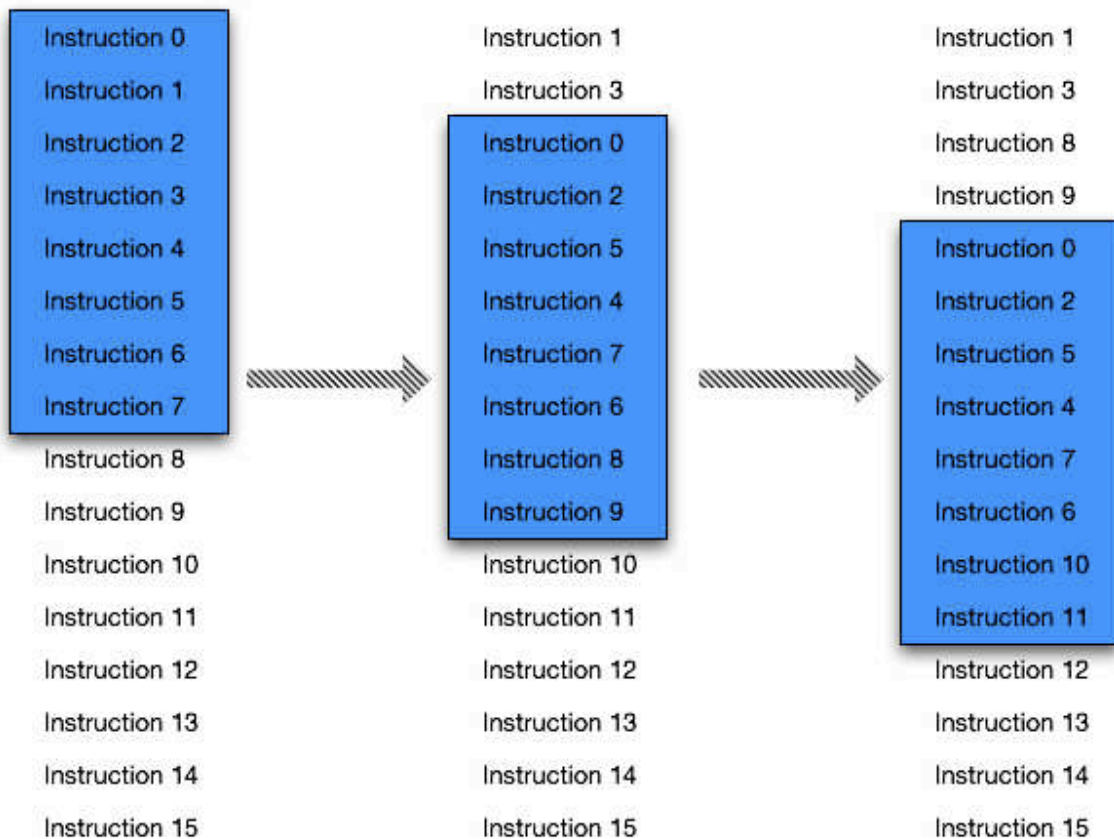 Instruction 0
Instruction 1
Instruction 2
Instruction 3
Instruction 4
Instruction 5
Instruction 6
Instruction 7
Instruction 8
Instruction 9
Instruction 10
Instruction 11
Instruction 12
Instruction 13
Instruction 14
Instruction 15
Instruction 1
Instruction 3
Instruction 0
Instruction 2
Instruction 5
Instruction 4
Instruction 7
Instruction 6
Instruction 8
Instruction 9
Instruction 10
Instruction 11
Instruction 12
Instruction 13
Instruction 14
Instruction 15
Instruction 1
Instruction 3
Instruction 8
Instruction 9
Instruction 0
Instruction 2
Instruction 5
Instruction 4
Instruction 7
Instruction 6
Instruction 10
Instruction 11
Instruction 12
Instruction 13
Instruction 14
Instruction 15